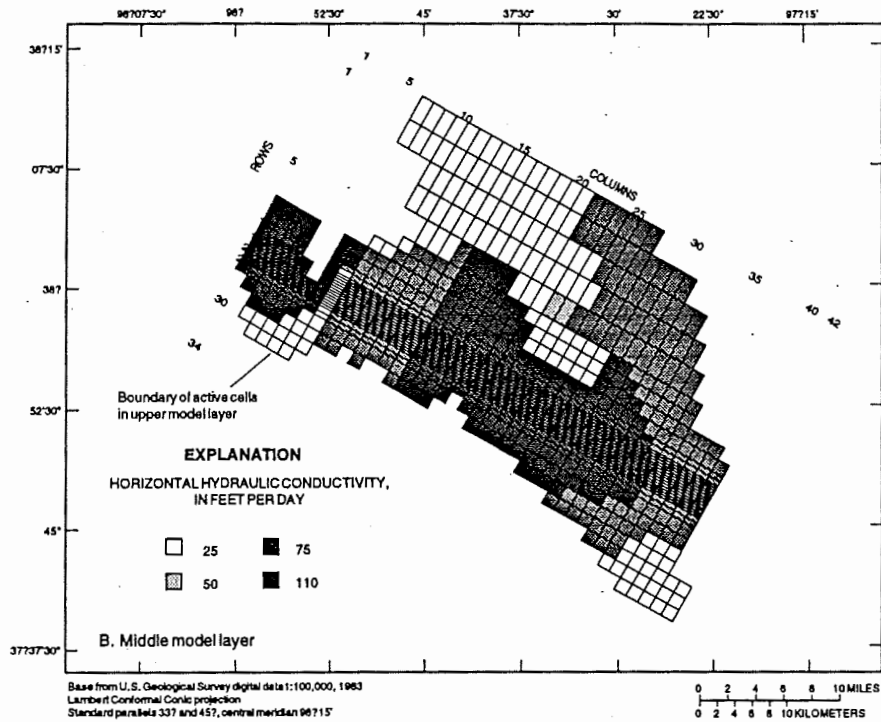 98?07'30" 98? 52'30" 45' 37'30" 30' 22'30" 97?15'
38?15'
7
7
5
10
07'30"
ROWS
5
15
20
COLUMNS
25
30
35
38?
30
40
42
34
Boundary of active cells
in upper model layer
52'30"
EXPLANATION
HORIZONTAL HYDRAULIC CONDUCTIVITY,
IN FEET PER DAY
45"
25
75
50
110
B. Middle model layer
37?37'30"
Base from U.S. Geological Survey digital data 1:100,000, 1983
Lambert Conformal Conic projection
Standard parallels 33? and 45?, central meridian 98?15'
0 2 4 6 8 10 MILES
0 2 4 6 8 10 KILOMETERS